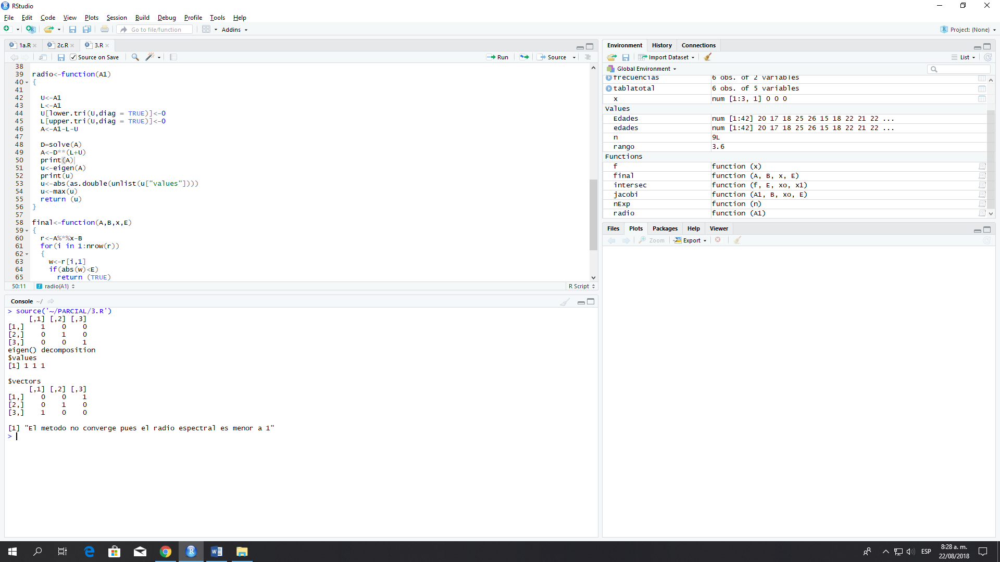 RStudio
File Edit Code View Plots Session Build Debug Profile Tools Help
Go to file/function Addins Project: (None)
1a.R 2c.R 3.R
Source on Save Run Source
38
39 radio<-function(A1)
40 {
41
42 U<-A1
43 L<-A1
44 U[lower.tri(U,diag = TRUE)]<-0
45 L[upper.tri(U,diag = TRUE)]<-0
46 A<-A1-L-U
47
48 D=solve(A)
49 A<-D**(L+U)
50 print(A)
51 u<-eigen(A)
52 print(u)
53 u<-abs(as.double(unlist(u["values"])))
54 u<-max(u)
55 return (u)
56 }
57
58 final<-function(A,B,x,E)
59 {
60 r<-A%*%x-B
61 for(i in 1:nrow(r))
62 {
63 w<-r[i,1]
64 if(abs(w)<E)
65 return (TRUE)
50:11 radio(A1) R Script
Console ~/
> source('~/PARCIAL/3.R')
[,1] [,2] [,3]
[1,] 1 0 0
[2,] 0 1 0
[3,] 0 0 1
eigen() decomposition
$values
[1] 1 1 1
$vectors
[,1] [,2] [,3]
[1,] 0 0 1
[2,] 0 1 0
[3,] 1 0 0
[1] "El metodo no converge pues el radio espectral es menor a 1"
>
Environment History Connections
Import Dataset List
Global Environment
frecuencias 6 obs. of 2 variables
tablatotal 6 obs. of 5 variables
x num [1:3, 1] 0 0 0
Values
Edades num [1:42] 20 17 18 25 26 15 18 22 21 22 ...
edades num [1:42] 20 17 18 25 26 15 18 22 21 22 ...
n 9L
rango 3.6
Functions
f function (x)
final function (A, B, x, E)
intersec function (f, E, xo, x1)
jacobi function (A1, B, xo, E)
nExp function (n)
radio function (A1)
Files Plots Packages Help Viewer
Zoom Export
ESP
8:28 a. m.
22/08/2018